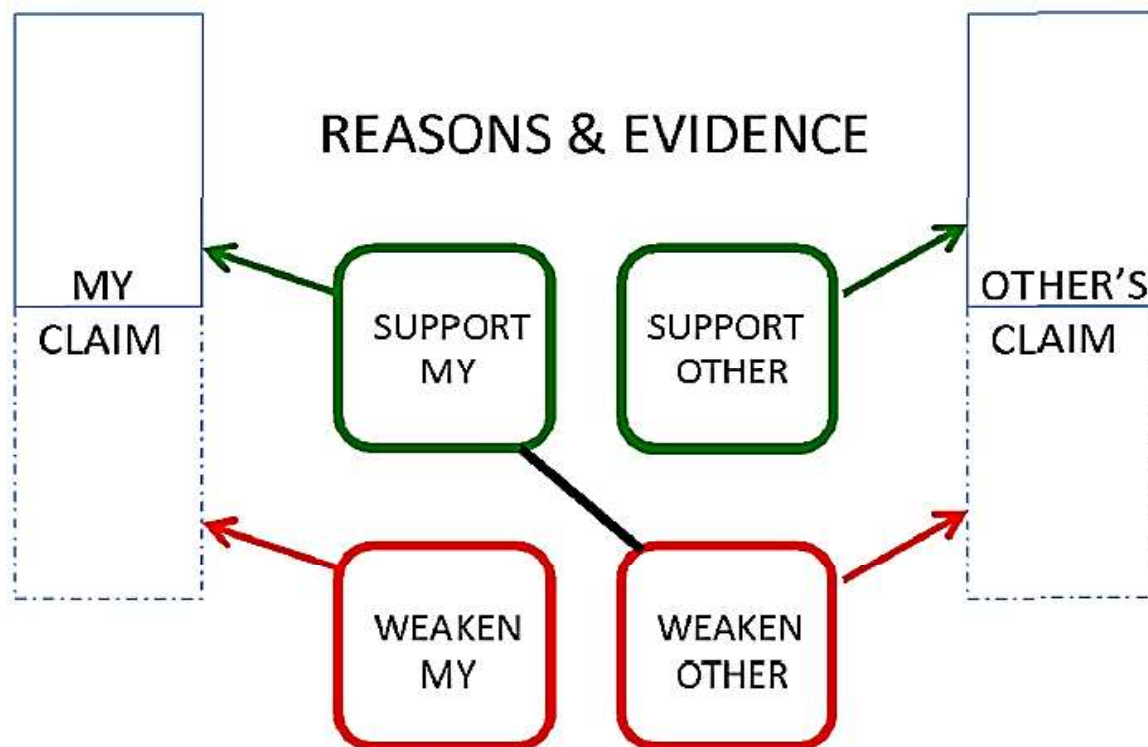 REASONS & EVIDENCE
MY
CLAIM
SUPPORT
MY
SUPPORT
OTHER
OTHER'S
CLAIM
WEAKEN
MY
WEAKEN
OTHER